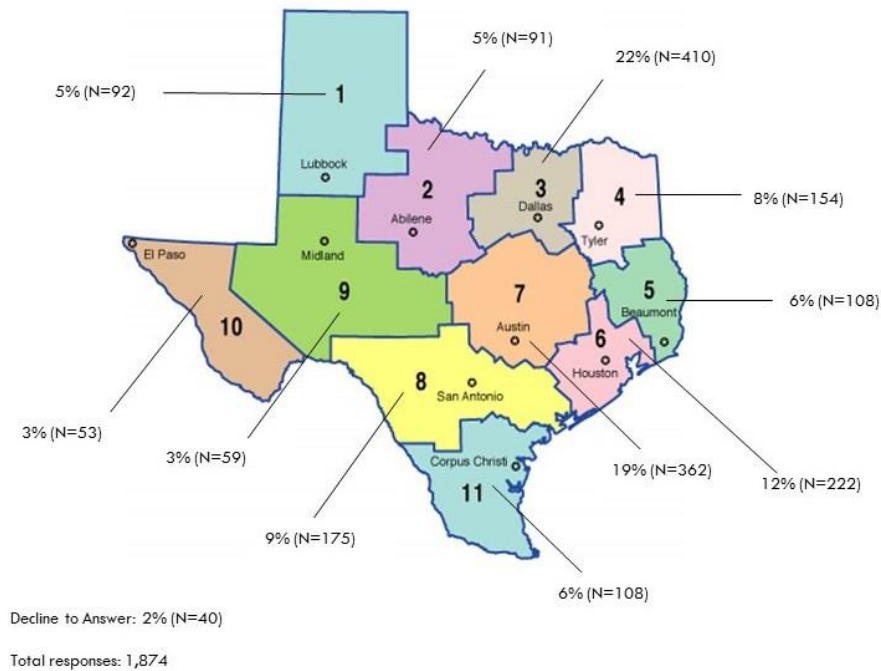 5% (N=91)
22% (N=410)
5% (N=92)
1
Lubbock
2
Abilene
3
Dallas
4
Tyler
8% (N=154)
El Paso
Midland
9
10
7
Austin
5
Beaumont
6% (N=108)
6
Houston
8
San Antonio
3% (N=53)
3% (N=59)
Corpus Christi
11
19% (N=362)
12% (N=222)
9% (N=175)
6% (N=108)
Decline to Answer: 2% (N=40)
Total responses: 1,874